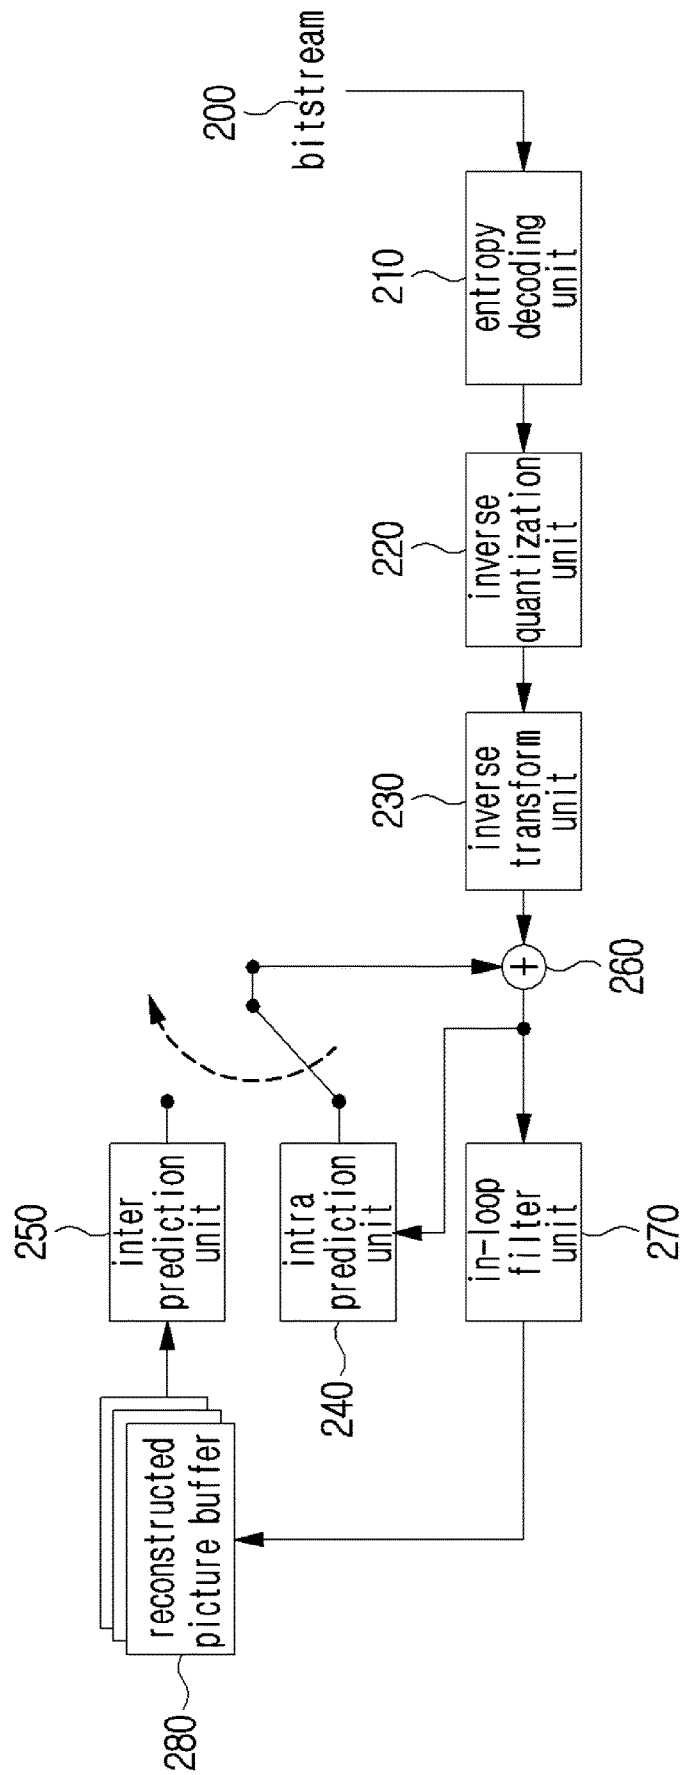 200
bitstream
210
entropy
decoding
unit
220
inverse
quantization
unit
230
inverse
transform
unit
+
260
250
inter
prediction
unit
intra
prediction
unit
240
in-loop
filter
unit
270
reconstructed
picture buffer
280